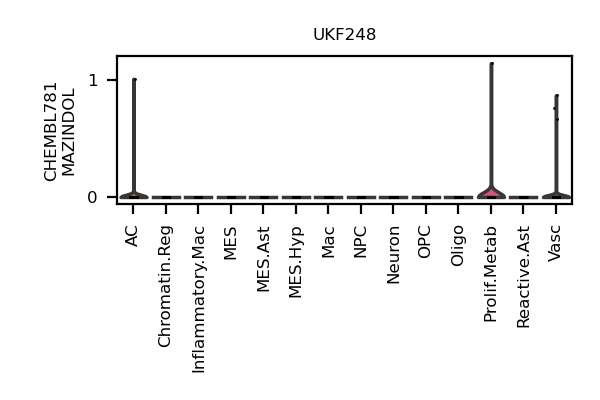 UKF248
CHEMBL781
MAZINDOL
1
0
AC
Chromatin.Reg
Inflammatory.Mac
MES
MES.Ast
MES.Hyp
Mac
NPC
Neuron
OPC
Oligo
Prolif.Metab
Reactive.Ast
Vasc